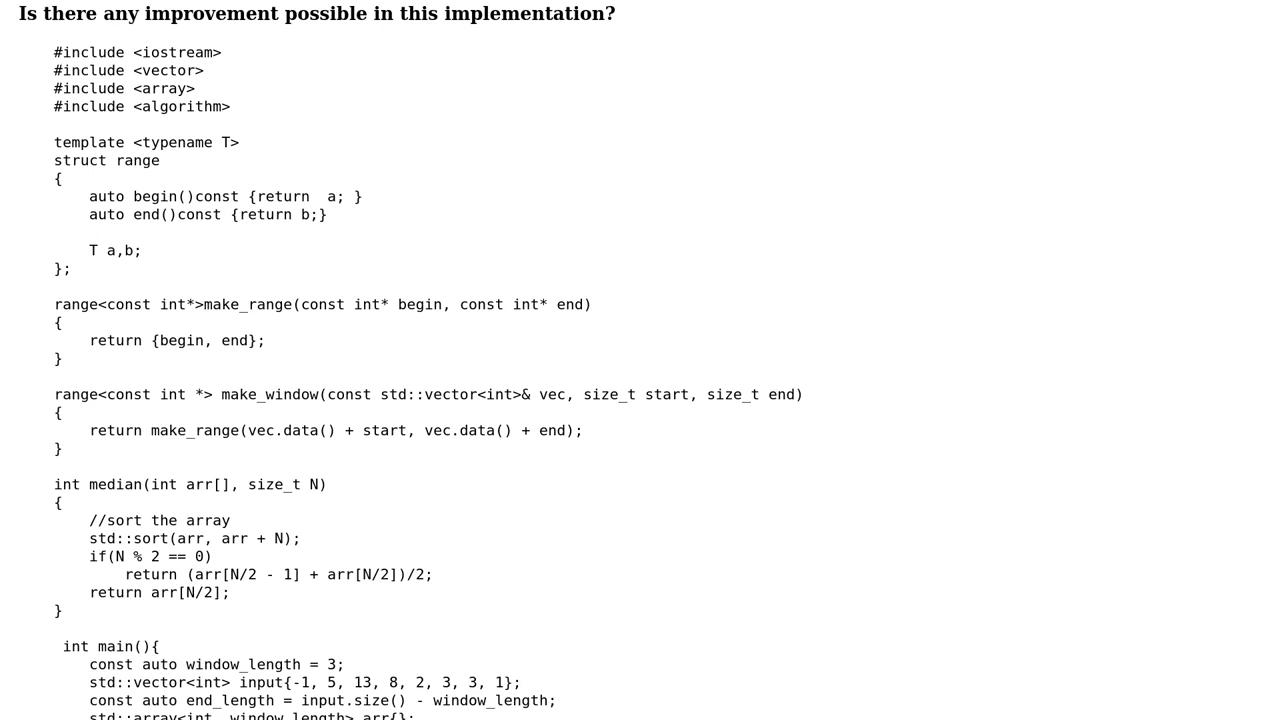 Is there any improvement possible in this implementation?
#include <iostream>
#include <vector>
#include <array>
#include <algorithm>
template <typename T>
struct range
{
    auto begin()const {return  a; }
    auto end()const {return b;}
    T a,b;
};
range<const int*>make_range(const int* begin, const int* end)
{
    return {begin, end};
}
range<const int *> make_window(const std::vector<int>& vec, size_t start, size_t end)
{
    return make_range(vec.data() + start, vec.data() + end);
}
int median(int arr[], size_t N)
{
    //sort the array
    std::sort(arr, arr + N);
    if(N % 2 == 0)
        return (arr[N/2 - 1] + arr[N/2])/2;
    return arr[N/2];
}
 int main(){
    const auto window_length = 3;
    std::vector<int> input{-1, 5, 13, 8, 2, 3, 3, 1};
    const auto end_length = input.size() - window_length;
    std::array<int, window_length> arr{};